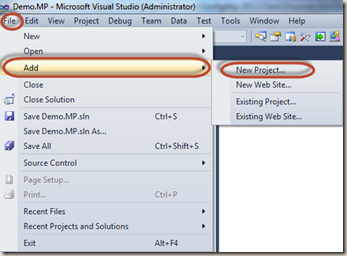 Demo.MP - Microsoft Visual Studio (Administrator)
File Edit View Project Debug Team Data Test Tools Window Help
New
Open
Add
New Project...
New Web Site...
Existing Project...
Existing Web Site...
Close
Close Solution
Save Demo.MP.sln Ctrl+S
Save Demo.MP.sln As...
Save All Ctrl+Shift+S
Source Control
Page Setup...
Print... Ctrl+P
Recent Files
Recent Projects and Solutions
Exit Alt+F4